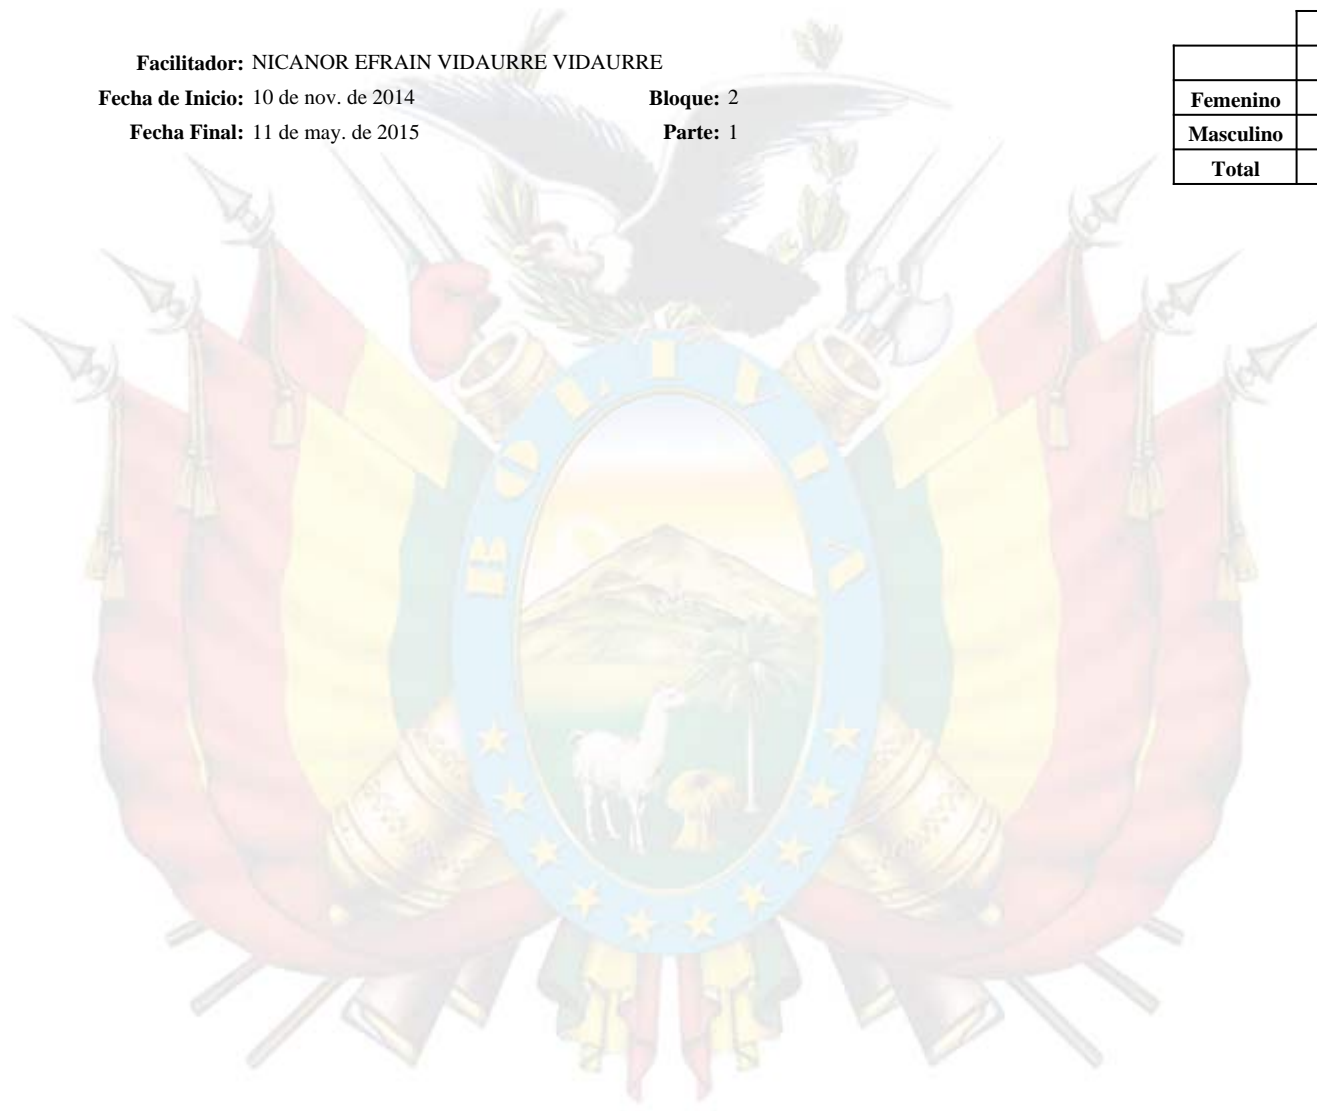 Facilitador: NICANOR EFRAIN VIDAURRE VIDAURRE
Fecha de Inicio: 10 de nov. de 2014 Bloque: 2
Fecha Final: 11 de may. de 2015 Parte: 1
Femenino
Masculino
Total
BOLIVIA